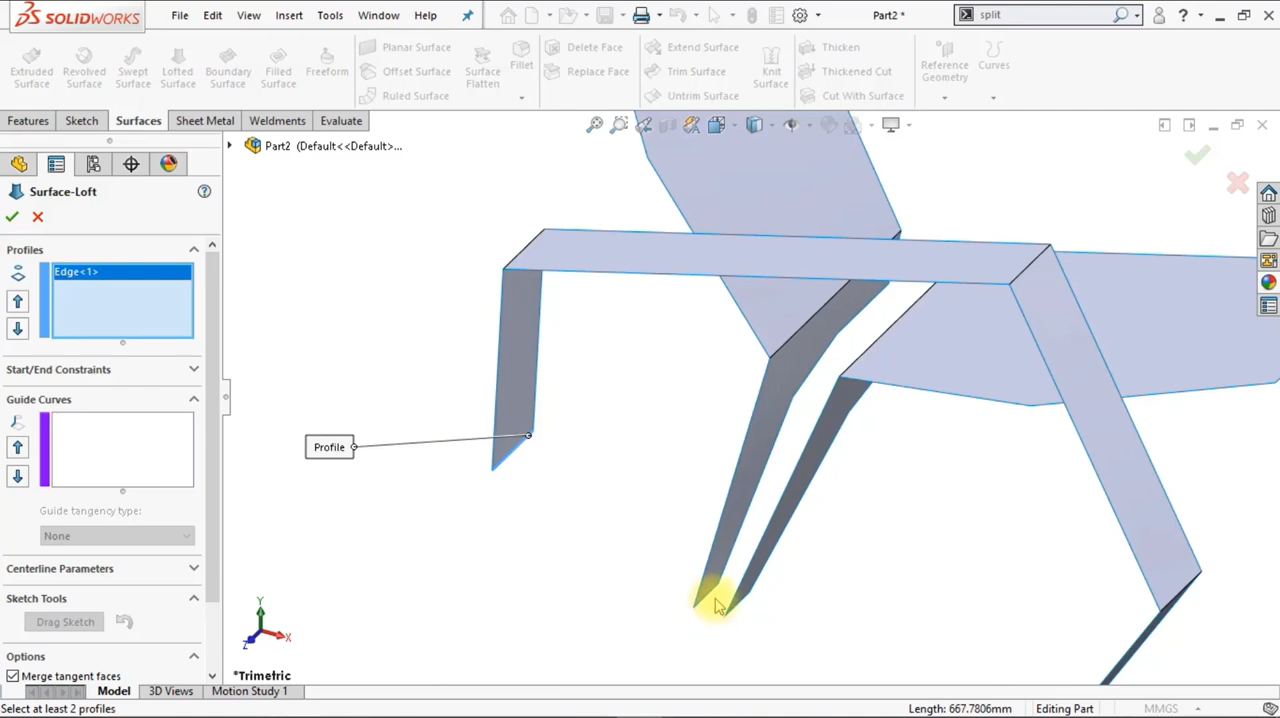 SOLIDWORKS
File Edit View Insert Tools Window Help
Part2 *
split
Extruded Surface
Revolved Surface
Swept Surface
Lofted Surface
Boundary Surface
Filled Surface
Freeform
Planar Surface
Offset Surface
Ruled Surface
Surface Flatten
Fillet
Delete Face
Replace Face
Extend Surface
Trim Surface
Untrim Surface
Knit Surface
Thicken
Thickened Cut
Cut With Surface
Reference Geometry
Curves
Features Sketch Surfaces Sheet Metal Weldments Evaluate
Part2 (Default<<Default>...
Surface-Loft
Profiles
Edge<1>
Start/End Constraints
Guide Curves
Guide tangency type:
None
Centerline Parameters
Sketch Tools
Drag Sketch
Options
Merge tangent faces
Profile
Y
X
Z
*Trimetric
Model 3D Views Motion Study 1
Select at least 2 profiles
Length: 667.7806mm Editing Part MMGS